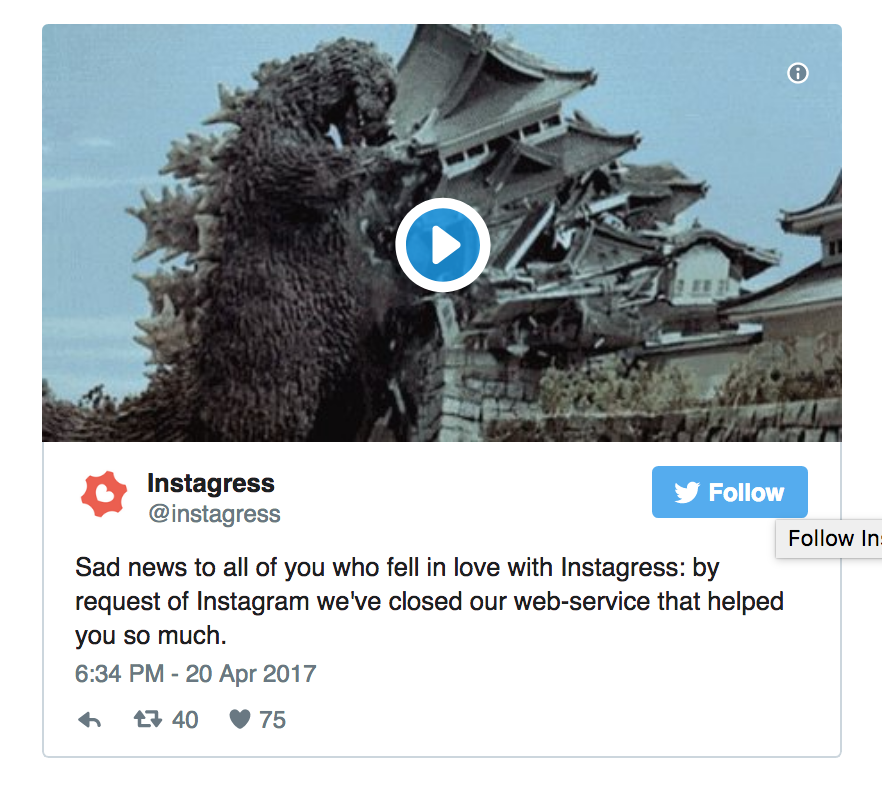 Instagress
@instagress
Follow
Follow In
Sad news to all of you who fell in love with Instagress: by
request of Instagram we've closed our web-service that helped
you so much.
6:34 PM - 20 Apr 2017
40 75